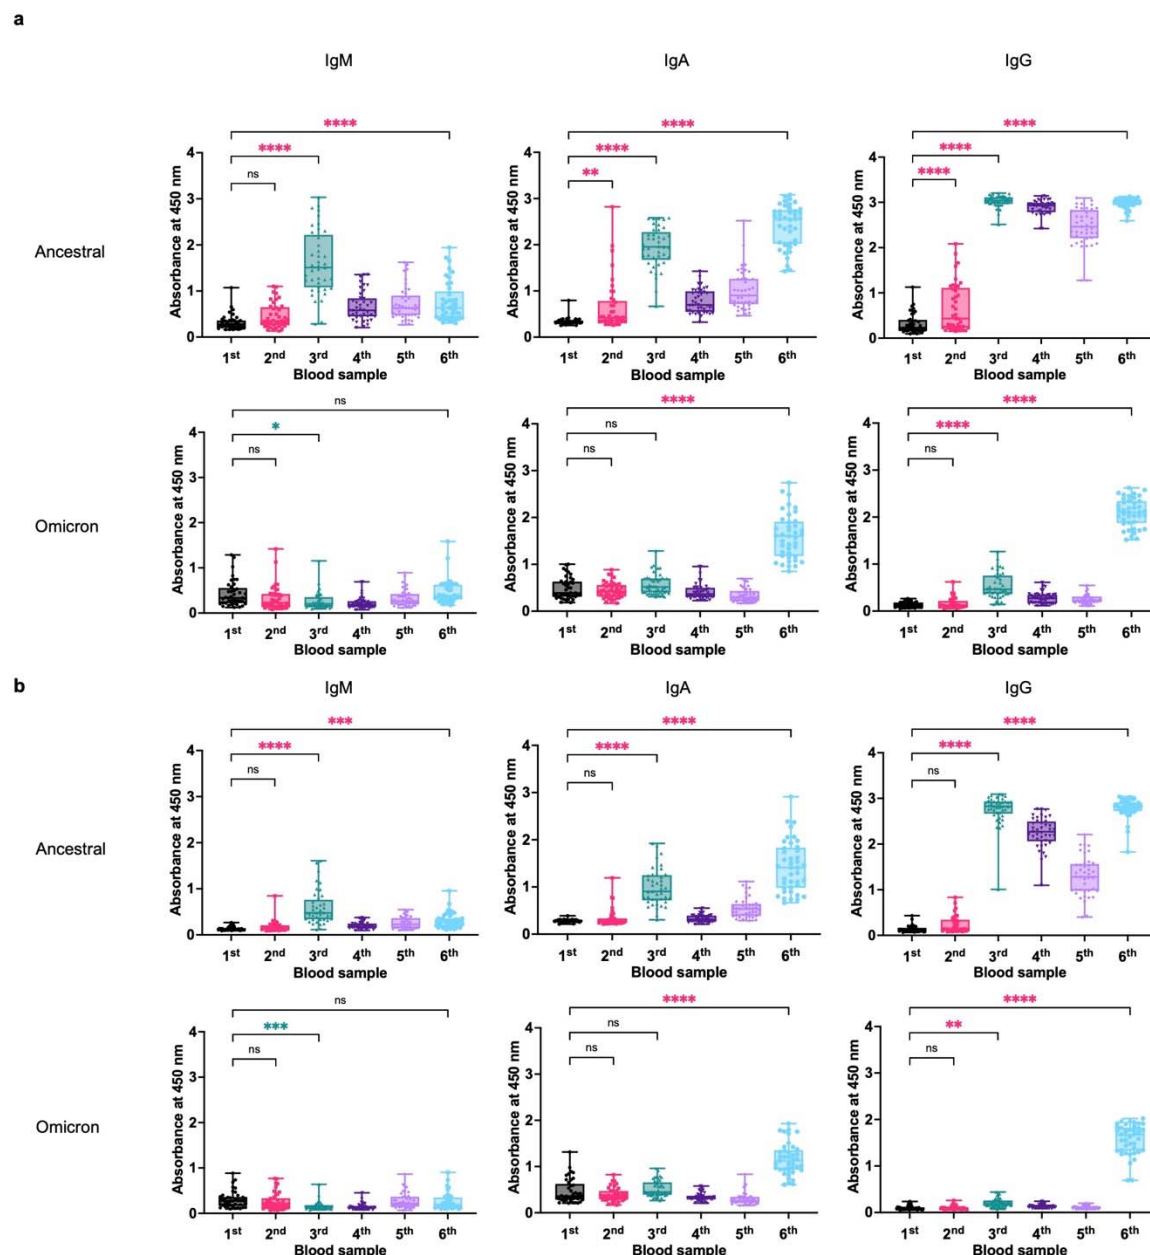 a
IgM IgA IgG
Ancestral
****
****
ns
Absorbance at 450 nm
4
3
2
1
0
1st 2nd 3rd 4th 5th 6th
Blood sample
****
****
**
Absorbance at 450 nm
4
3
2
1
0
1st 2nd 3rd 4th 5th 6th
Blood sample
****
****
****
Absorbance at 450 nm
4
3
2
1
0
1st 2nd 3rd 4th 5th 6th
Blood sample
Omicron
ns
*
ns
Absorbance at 450 nm
4
3
2
1
0
1st 2nd 3rd 4th 5th 6th
Blood sample
****
ns
ns
Absorbance at 450 nm
4
3
2
1
0
1st 2nd 3rd 4th 5th 6th
Blood sample
****
****
ns
Absorbance at 450 nm
4
3
2
1
0
1st 2nd 3rd 4th 5th 6th
Blood sample
b
IgM IgA IgG
Ancestral
***
****
ns
Absorbance at 450 nm
4
3
2
1
0
1st 2nd 3rd 4th 5th 6th
Blood sample
****
****
ns
Absorbance at 450 nm
4
3
2
1
0
1st 2nd 3rd 4th 5th 6th
Blood sample
****
****
ns
Absorbance at 450 nm
4
3
2
1
0
1st 2nd 3rd 4th 5th 6th
Blood sample
Omicron
ns
***
ns
Absorbance at 450 nm
4
3
2
1
0
1st 2nd 3rd 4th 5th 6th
Blood sample
****
ns
ns
Absorbance at 450 nm
4
3
2
1
0
1st 2nd 3rd 4th 5th 6th
Blood sample
****
**
ns
Absorbance at 450 nm
4
3
2
1
0
1st 2nd 3rd 4th 5th 6th
Blood sample